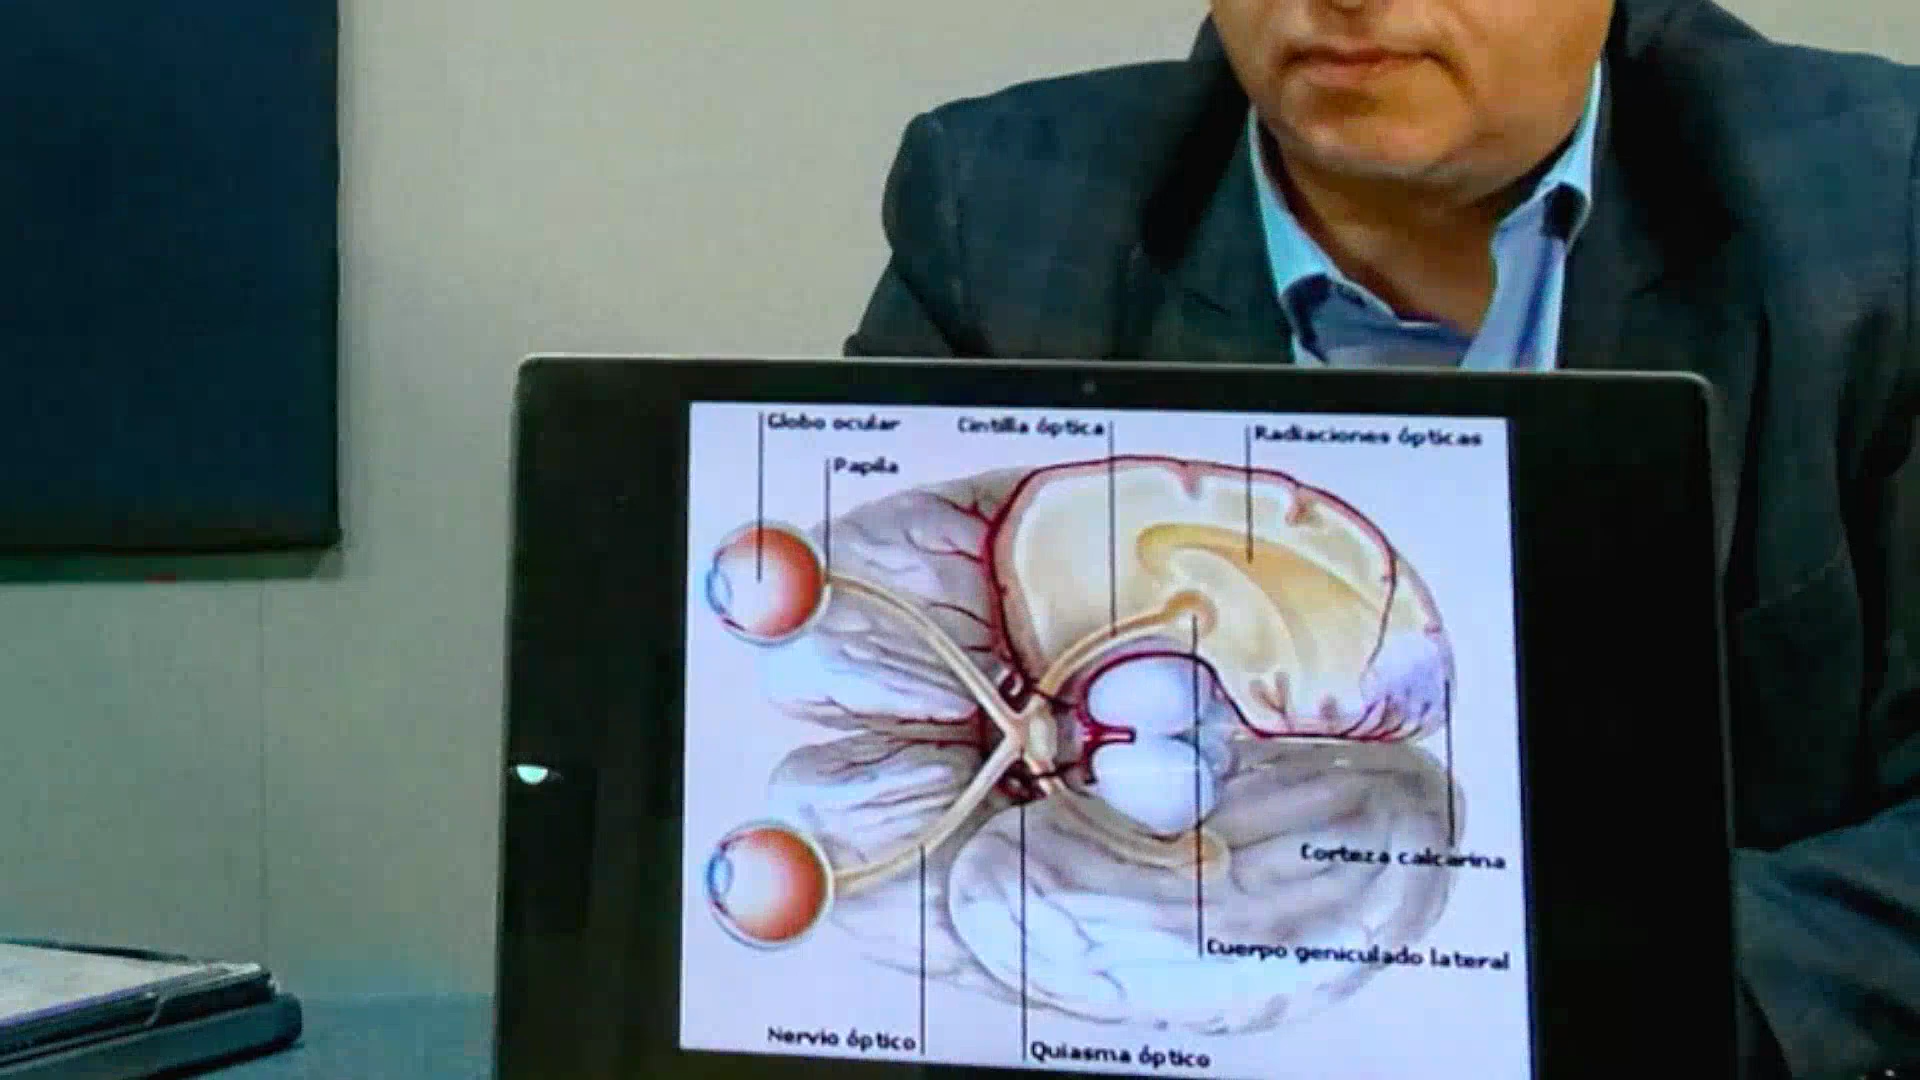 Globo ocular
Cintilla óptica
Radiaciones ópticas
Papila
Corteza calcarina
Cuerpo geniculado lateral
Nervio óptico
Quiasma óptico